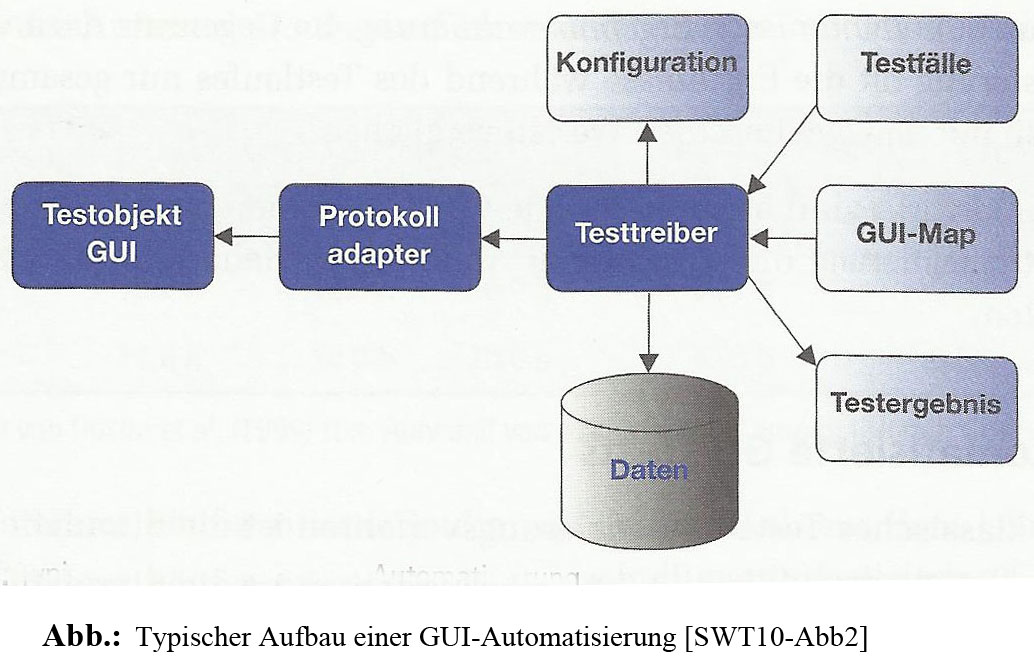 Konfiguration
Testfälle
Testobjekt
GUI
Protokoll
adapter
Testtreiber
GUI-Map
Testergebnis
Daten
Abb.: Typischer Aufbau einer GUI-Automatisierung [SWT10-Abb2]